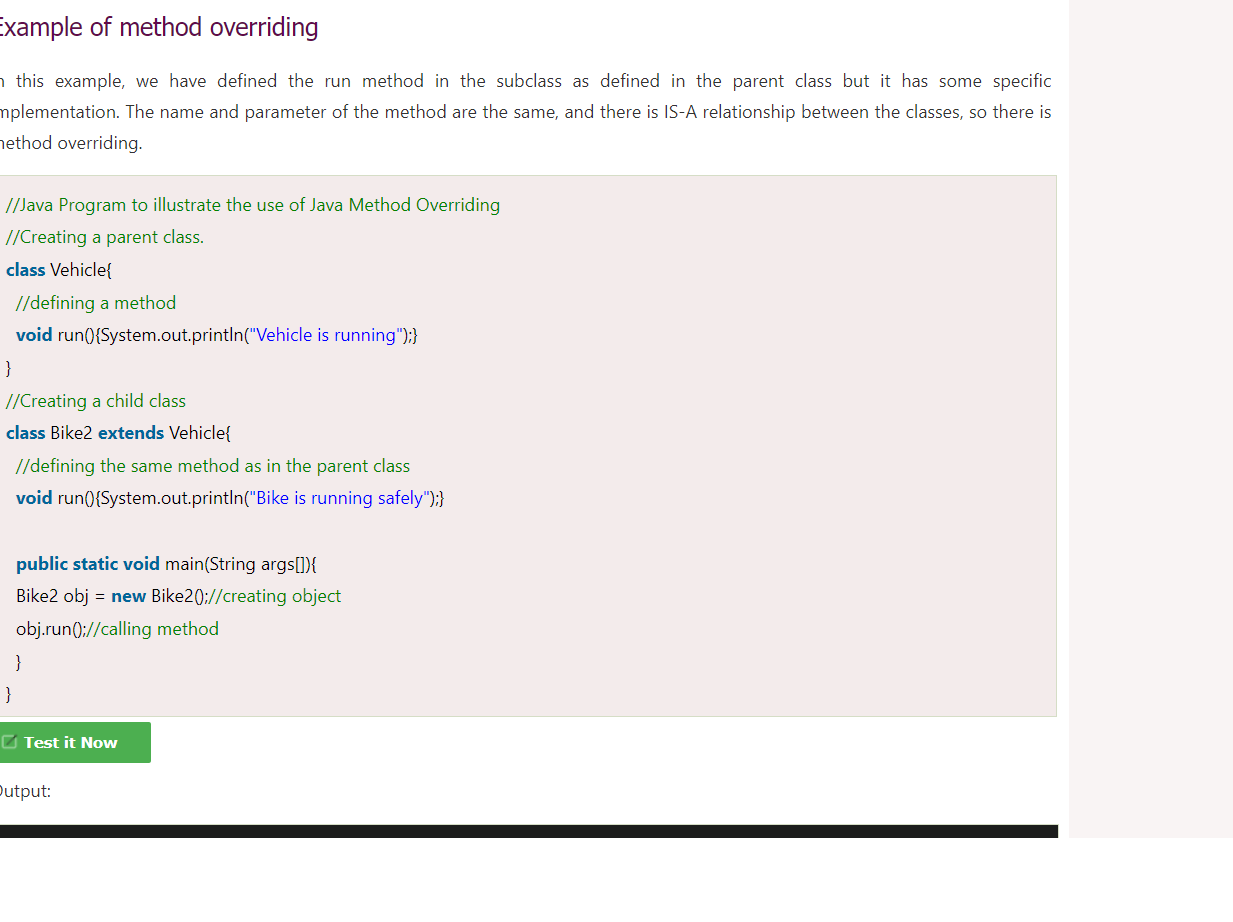 Example of method overriding
n this example, we have defined the run method in the subclass as defined in the parent class but it has some specific
mplementation. The name and parameter of the method are the same, and there is IS-A relationship between the classes, so there is
nethod overriding.
//Java Program to illustrate the use of Java Method Overriding
//Creating a parent class.
class Vehicle{
//defining a method
void run(){System.out.println("Vehicle is running");}
}
//Creating a child class
class Bike2 extends Vehicle{
//defining the same method as in the parent class
void run(){System.out.println("Bike is running safely");}
public static void main(String args[]){
Bike2 obj = new Bike2();//creating object
obj.run();//calling method
}
}
Test it Now
Output: